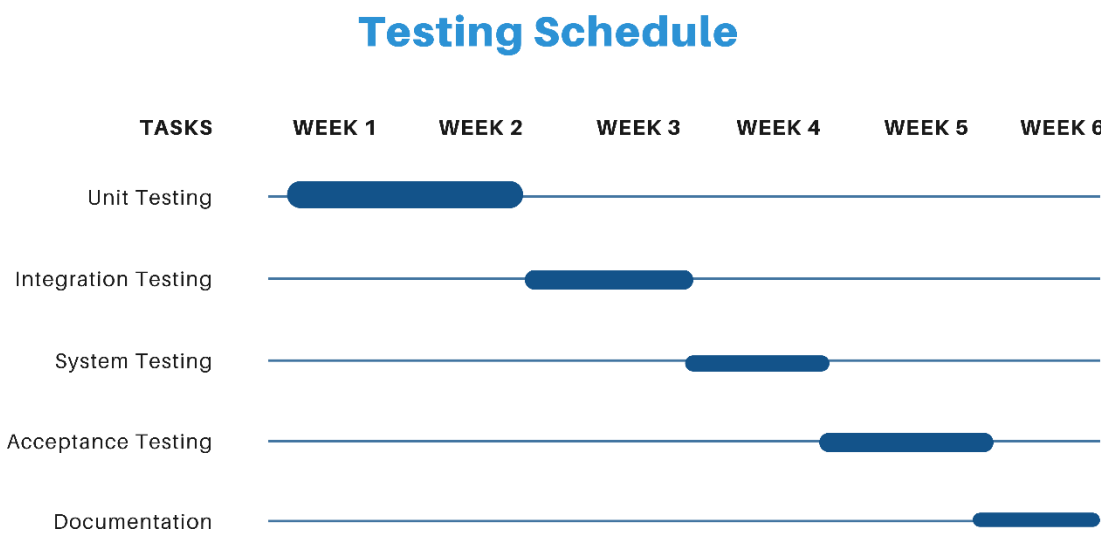 Testing Schedule
TASKS WEEK 1 WEEK 2 WEEK 3 WEEK 4 WEEK 5 WEEK 6
Unit Testing
Integration Testing
System Testing
Acceptance Testing
Documentation